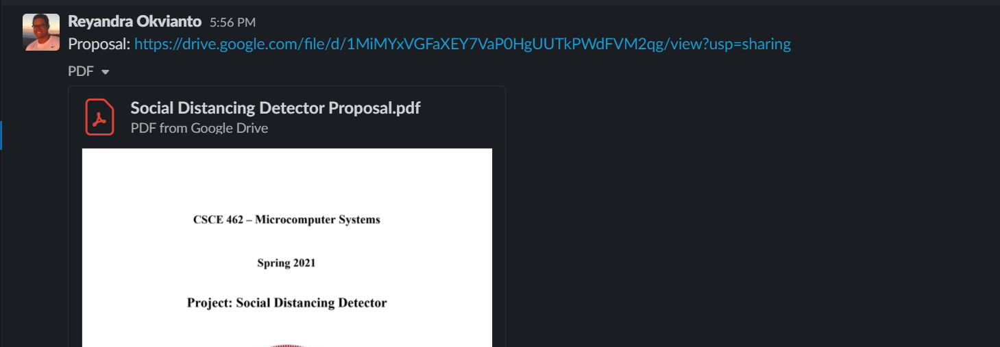 Reyandra Okvianto 5:56 PM
Proposal: https://drive.google.com/file/d/1MiMYxVGFaXEY7VaP0HgUUTkPWdFVM2qg/view?usp=sharing
PDF
Social Distancing Detector Proposal.pdf
PDF from Google Drive
CSCE 462 – Microcomputer Systems
Spring 2021
Project: Social Distancing Detector